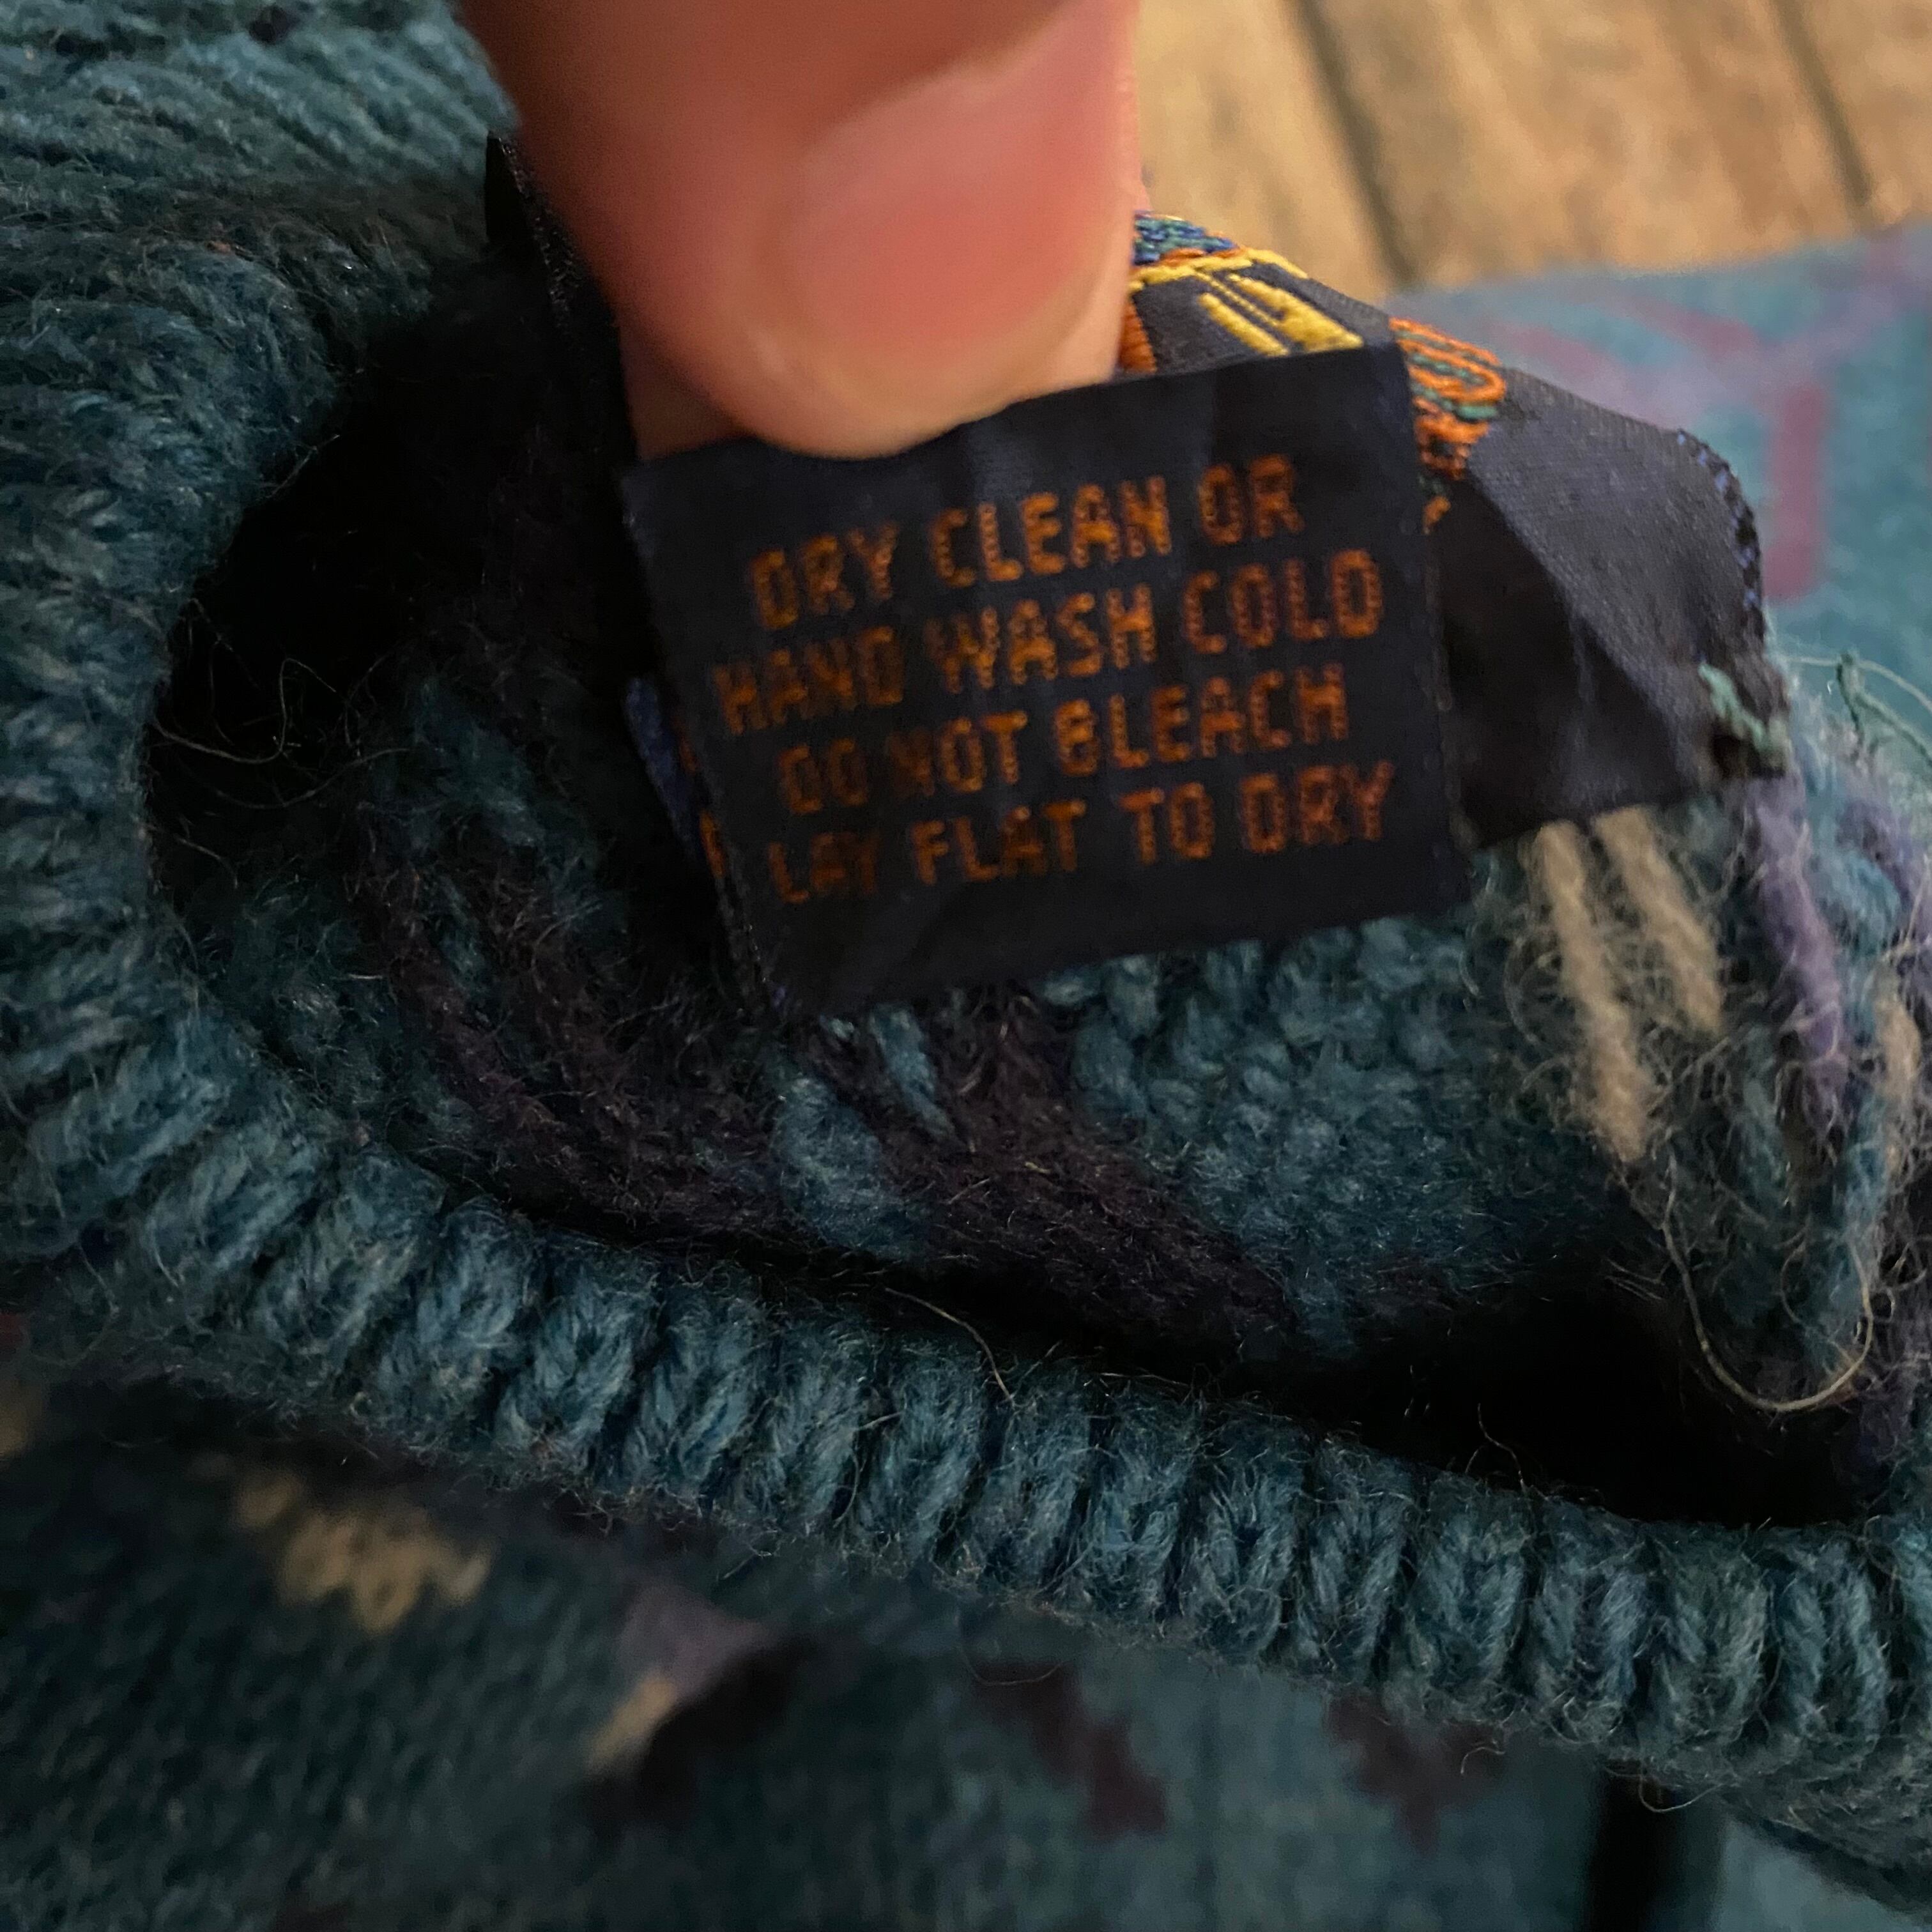 DRY CLEAN OR
HAND WASH COLD
DO NOT BLEACH
LAY FLAT TO DRY